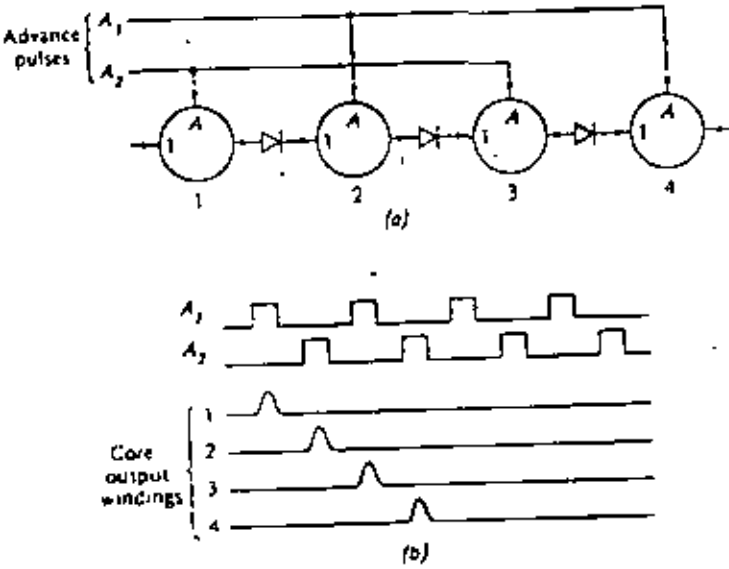 Advance
pulses
A₁
A₂
A
A
A
A
1
1
1
1
1
2
3
4
(a)
A₁
A₂
Core
output
windings
1
2
3
4
(b)